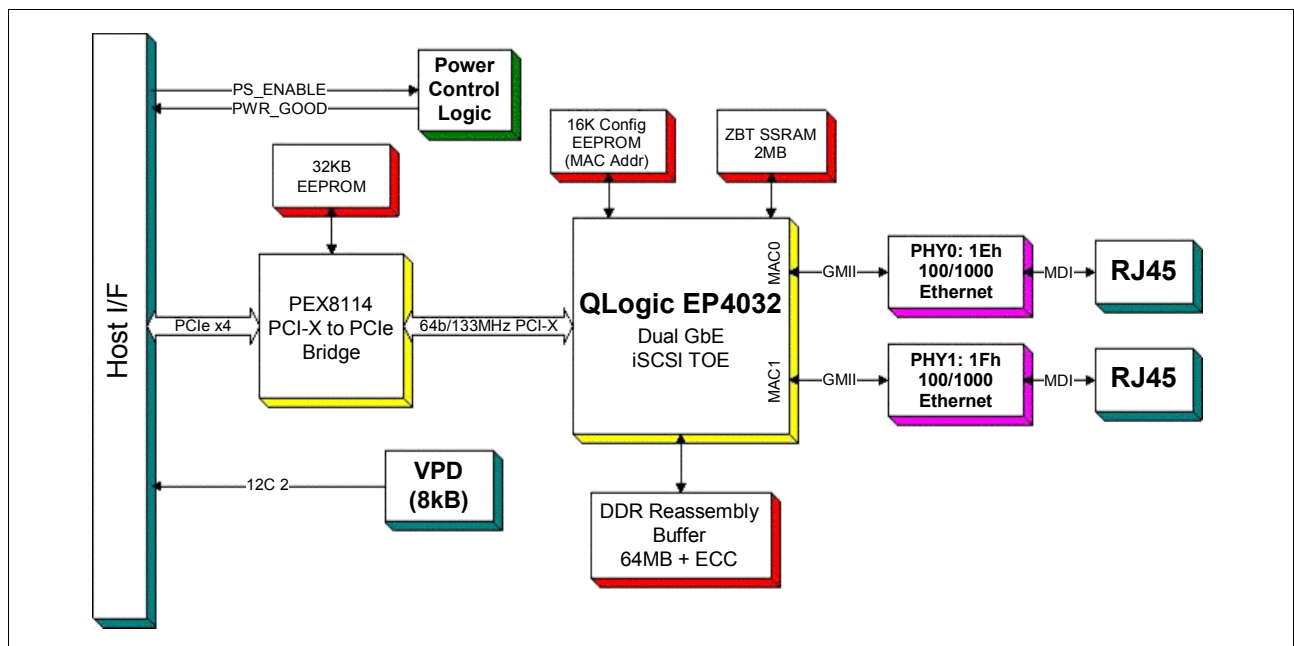 Host I/F
PS_ENABLE
PWR_GOOD
Power
Control
Logic
32KB
EEPROM
16K Config
EEPROM
(MAC Addr)
ZBT SSRAM
2MB
PCIe x4
PEX8114
PCI-X to PCIe
Bridge
64b/133MHz PCI-X
QLogic EP4032
Dual GbE
iSCSI TOE
MAC0
MAC1
GMII
PHY0: 1Eh
100/1000
Ethernet
MDI
RJ45
GMII
PHY1: 1Fh
100/1000
Ethernet
MDI
RJ45
12C 2
VPD
(8kB)
DDR Reassembly
Buffer
64MB + ECC